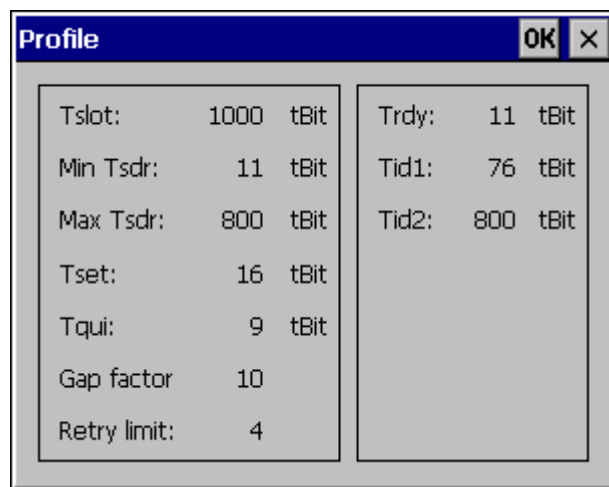 Profile OK ×
Tslot: 1000 tBit
Min Tsdr: 11 tBit
Max Tsdr: 800 tBit
Tset: 16 tBit
Tqui: 9 tBit
Gap factor 10
Retry limit: 4
Trdy: 11 tBit
Tid1: 76 tBit
Tid2: 800 tBit